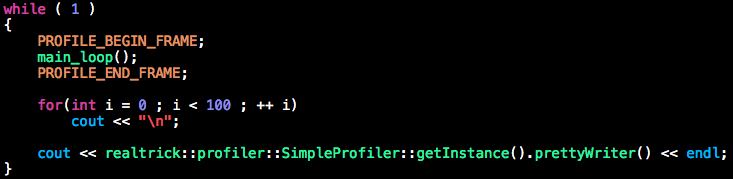 while ( 1 )
{
    PROFILE_BEGIN_FRAME;
    main_loop();
    PROFILE_END_FRAME;

    for(int i = 0 ; i < 100 ; ++ i)
        cout << "\n";

    cout << realtrick::profiler::SimpleProfiler::getInstance().prettyWriter() << endl;
}